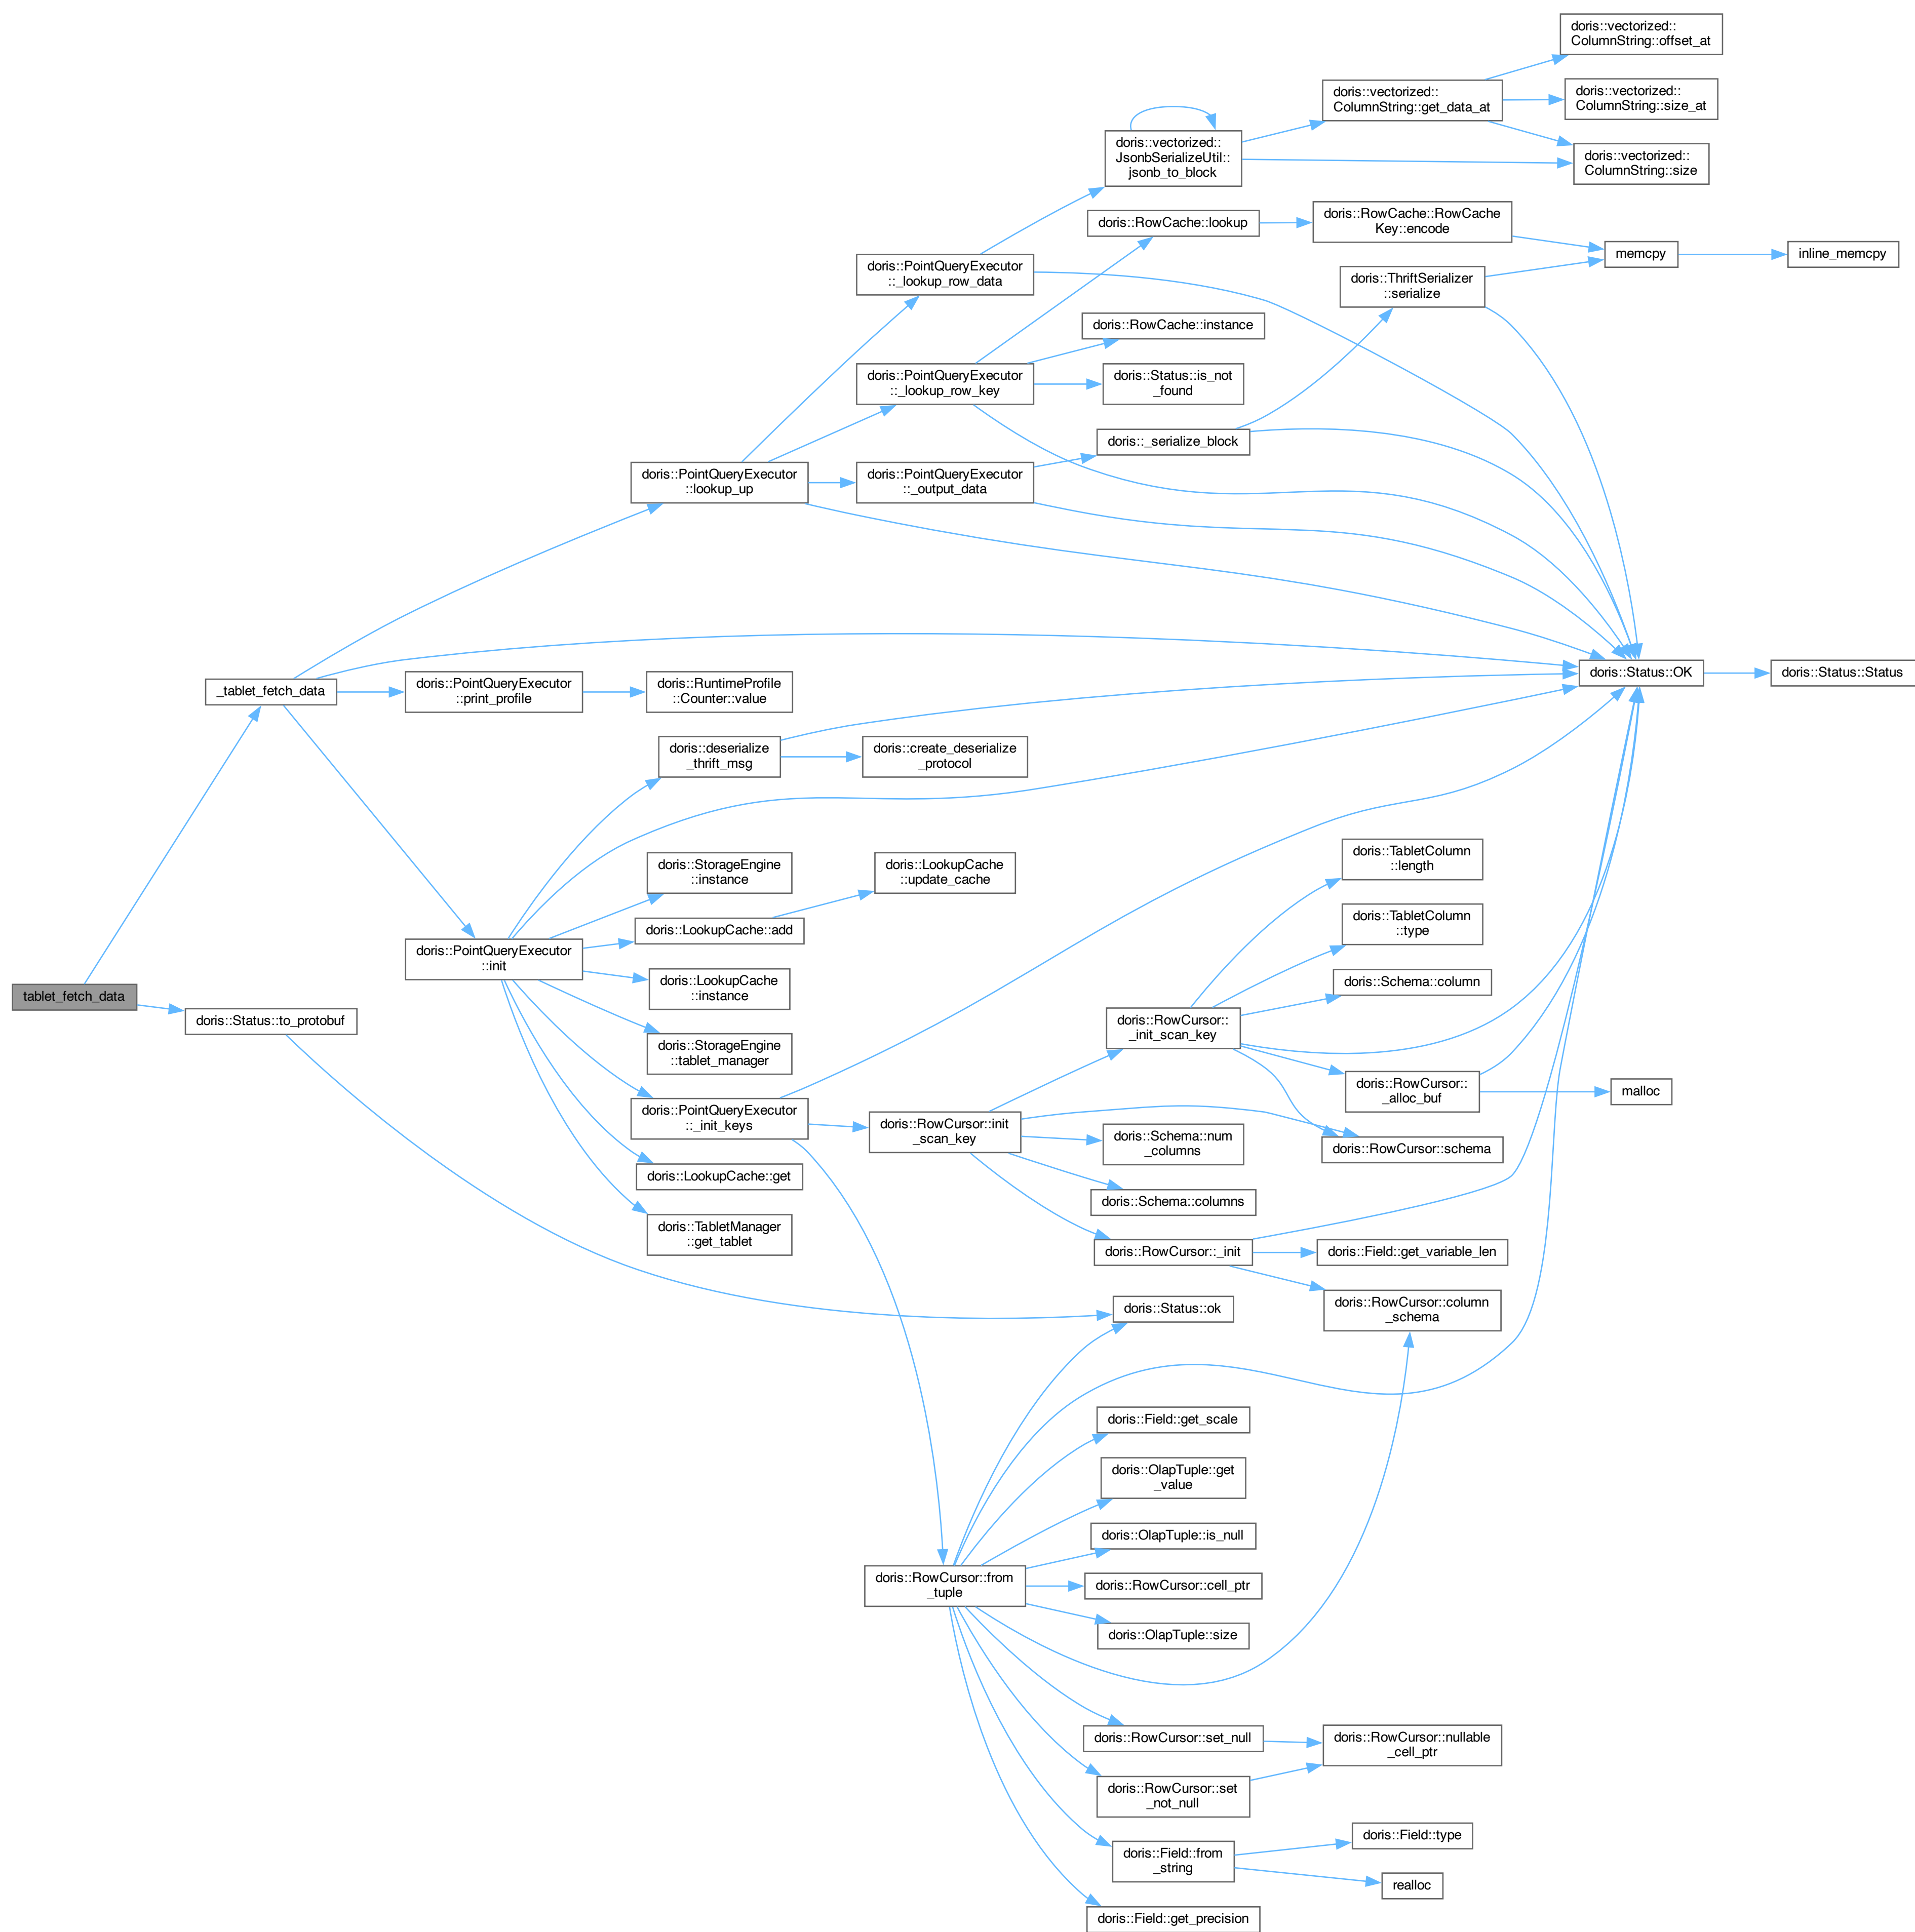 doris::vectorized::
ColumnString::offset_at
doris::vectorized::
ColumnString::get_data_at
doris::vectorized::
ColumnString::size_at
doris::vectorized::
JsonbSerializeUtil::
jsonb_to_block
doris::vectorized::
ColumnString::size
doris::RowCache::lookup
doris::RowCache::RowCache
Key::encode
memcpy
inline_memcpy
doris::PointQueryExecutor
::_lookup_row_data
doris::ThriftSerializer
::serialize
doris::RowCache::instance
doris::PointQueryExecutor
::_lookup_row_key
doris::Status::is_not
_found
doris::_serialize_block
doris::PointQueryExecutor
::lookup_up
doris::PointQueryExecutor
::_output_data
doris::Status::OK
doris::Status::Status
_tablet_fetch_data
doris::PointQueryExecutor
::print_profile
doris::RuntimeProfile
::Counter::value
doris::deserialize
_thrift_msg
doris::create_deserialize
_protocol
doris::StorageEngine
::instance
doris::LookupCache
::update_cache
doris::TabletColumn
::length
doris::LookupCache::add
doris::TabletColumn
::type
doris::PointQueryExecutor
::init
doris::LookupCache
::instance
doris::Schema::column
tablet_fetch_data
doris::Status::to_protobuf
doris::StorageEngine
::tablet_manager
doris::RowCursor::
_init_scan_key
doris::RowCursor::
_alloc_buf
malloc
doris::PointQueryExecutor
::_init_keys
doris::RowCursor::init
_scan_key
doris::Schema::num
_columns
doris::RowCursor::schema
doris::LookupCache::get
doris::Schema::columns
doris::TabletManager
::get_tablet
doris::RowCursor::_init
doris::Field::get_variable_len
doris::Status::ok
doris::RowCursor::column
_schema
doris::Field::get_scale
doris::OlapTuple::get
_value
doris::OlapTuple::is_null
doris::RowCursor::from
_tuple
doris::RowCursor::cell_ptr
doris::OlapTuple::size
doris::RowCursor::set_null
doris::RowCursor::nullable
_cell_ptr
doris::RowCursor::set
_not_null
doris::Field::from
_string
doris::Field::type
realloc
doris::Field::get_precision